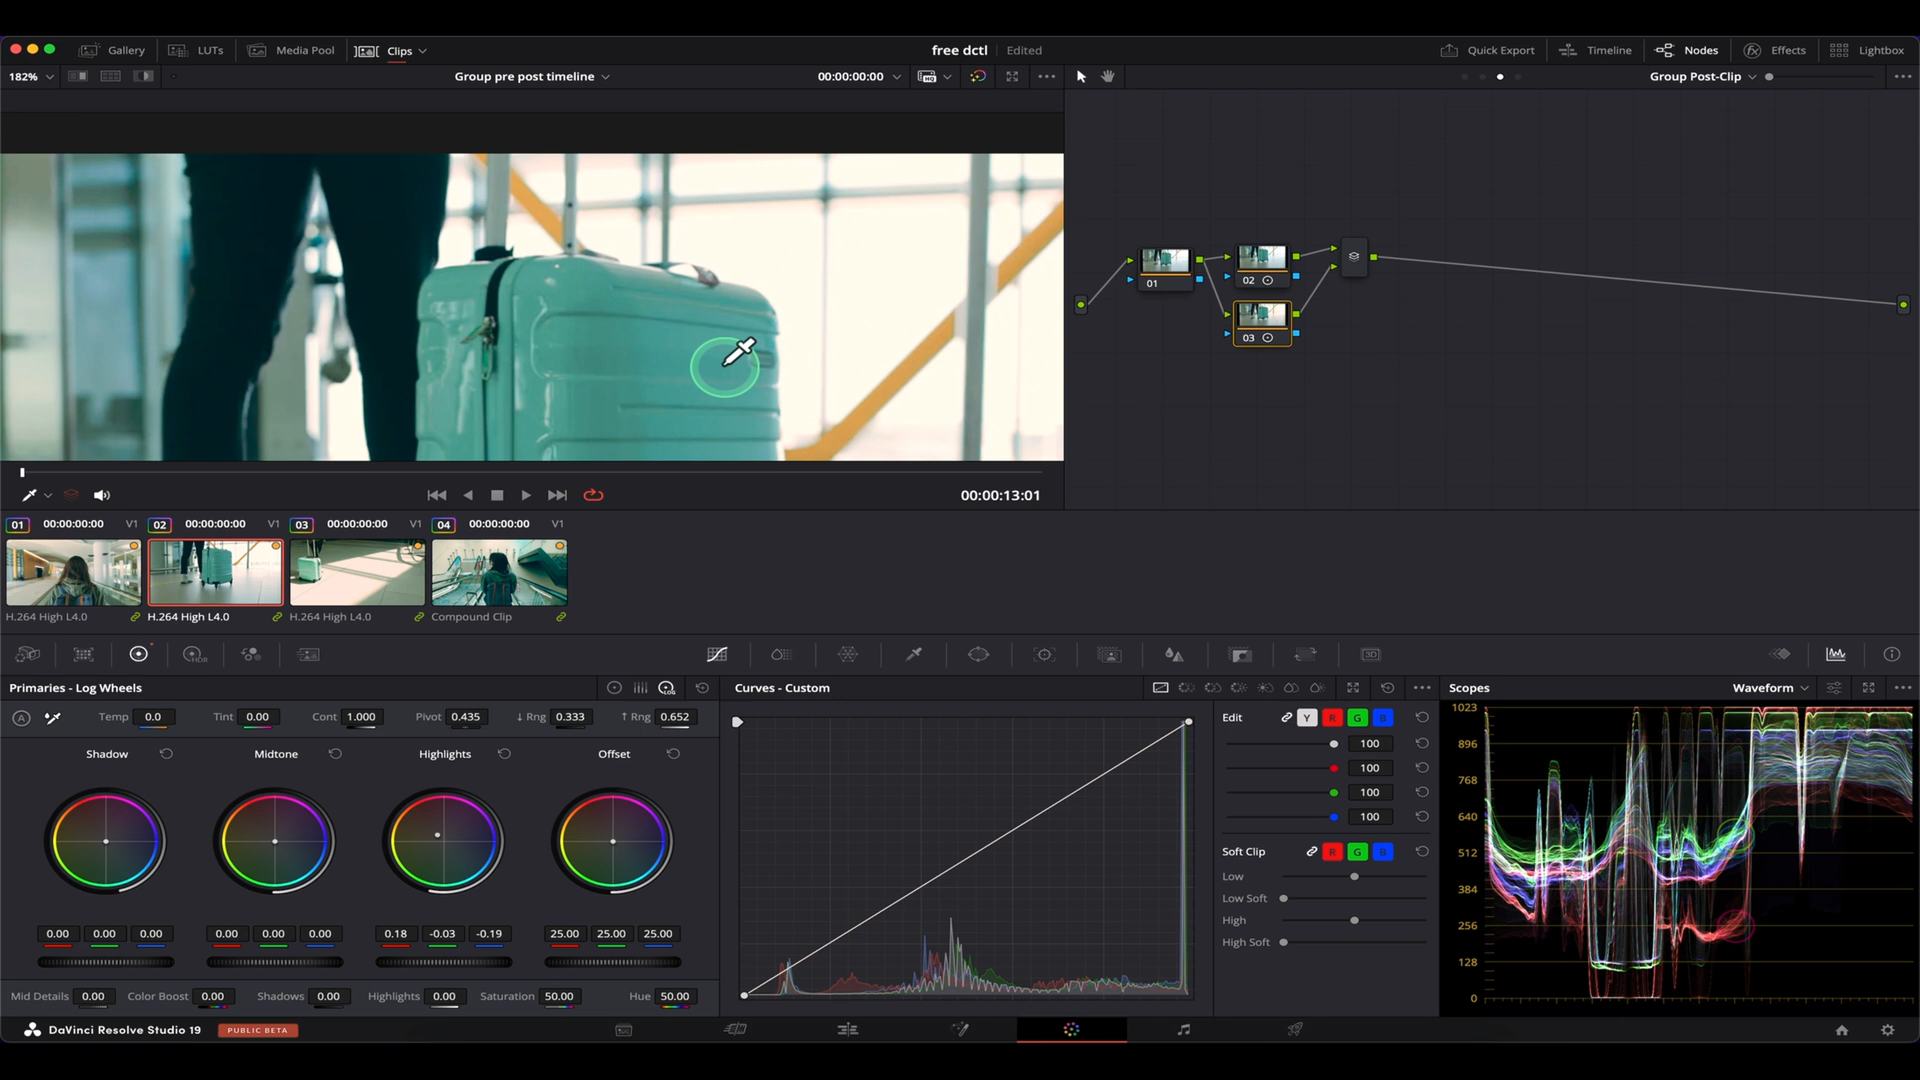 Gallery LUTs Media Pool Clips free dctl Edited Quick Export Timeline Nodes Effects Lightbox
182% Group pre post timeline 00:00:00:00 Group Post-Clip
01 02
03
00:00:13:01
01 00:00:00:00 V1 02 00:00:00:00 V1 03 00:00:00:00 V1 04 00:00:00:00 V1
H.264 High L4.0 H.264 High L4.0 H.264 High L4.0 Compound Clip
HDR 3D
Primaries - Log Wheels LOG Curves - Custom Scopes Waveform
A Temp 0.0 Tint 0.00 Cont 1.000 Pivot 0.435 ↓ Rng 0.333 ↑ Rng 0.652
Shadow Midtone Highlights Offset
0.00 0.00 0.00 0.00 0.00 0.00 0.18 -0.03 -0.19 25.00 25.00 25.00
Mid Details 0.00 Color Boost 0.00 Shadows 0.00 Highlights 0.00 Saturation 50.00 Hue 50.00
Edit Y R G B
100
100
100
100
Soft Clip R G B
Low
Low Soft
High
High Soft
1023
896
768
640
512
384
256
128
0
DaVinci Resolve Studio 19 PUBLIC BETA